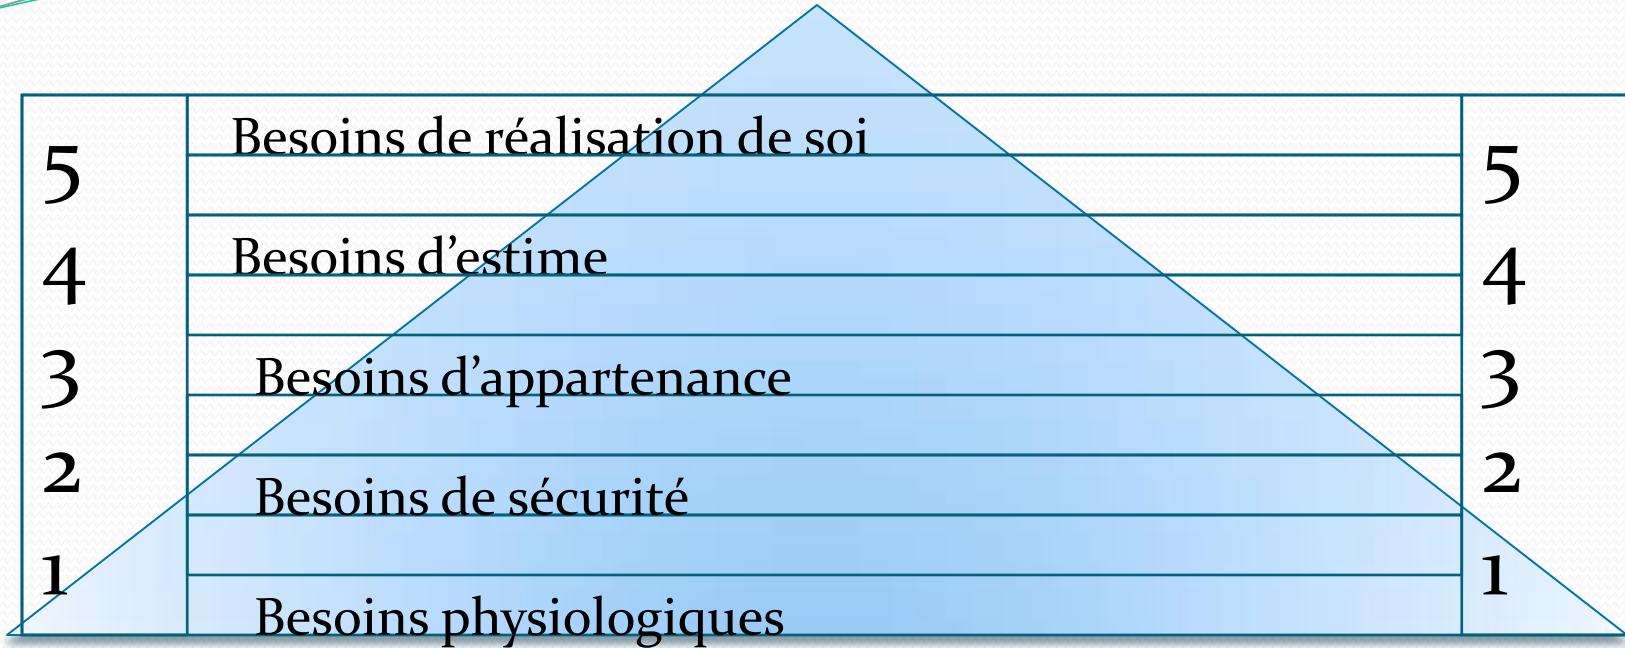 5 Besoins de réalisation de soi 5
4 Besoins d’estime 4
3 Besoins d’appartenance 3
2 Besoins de sécurité 2
1 Besoins physiologiques 1